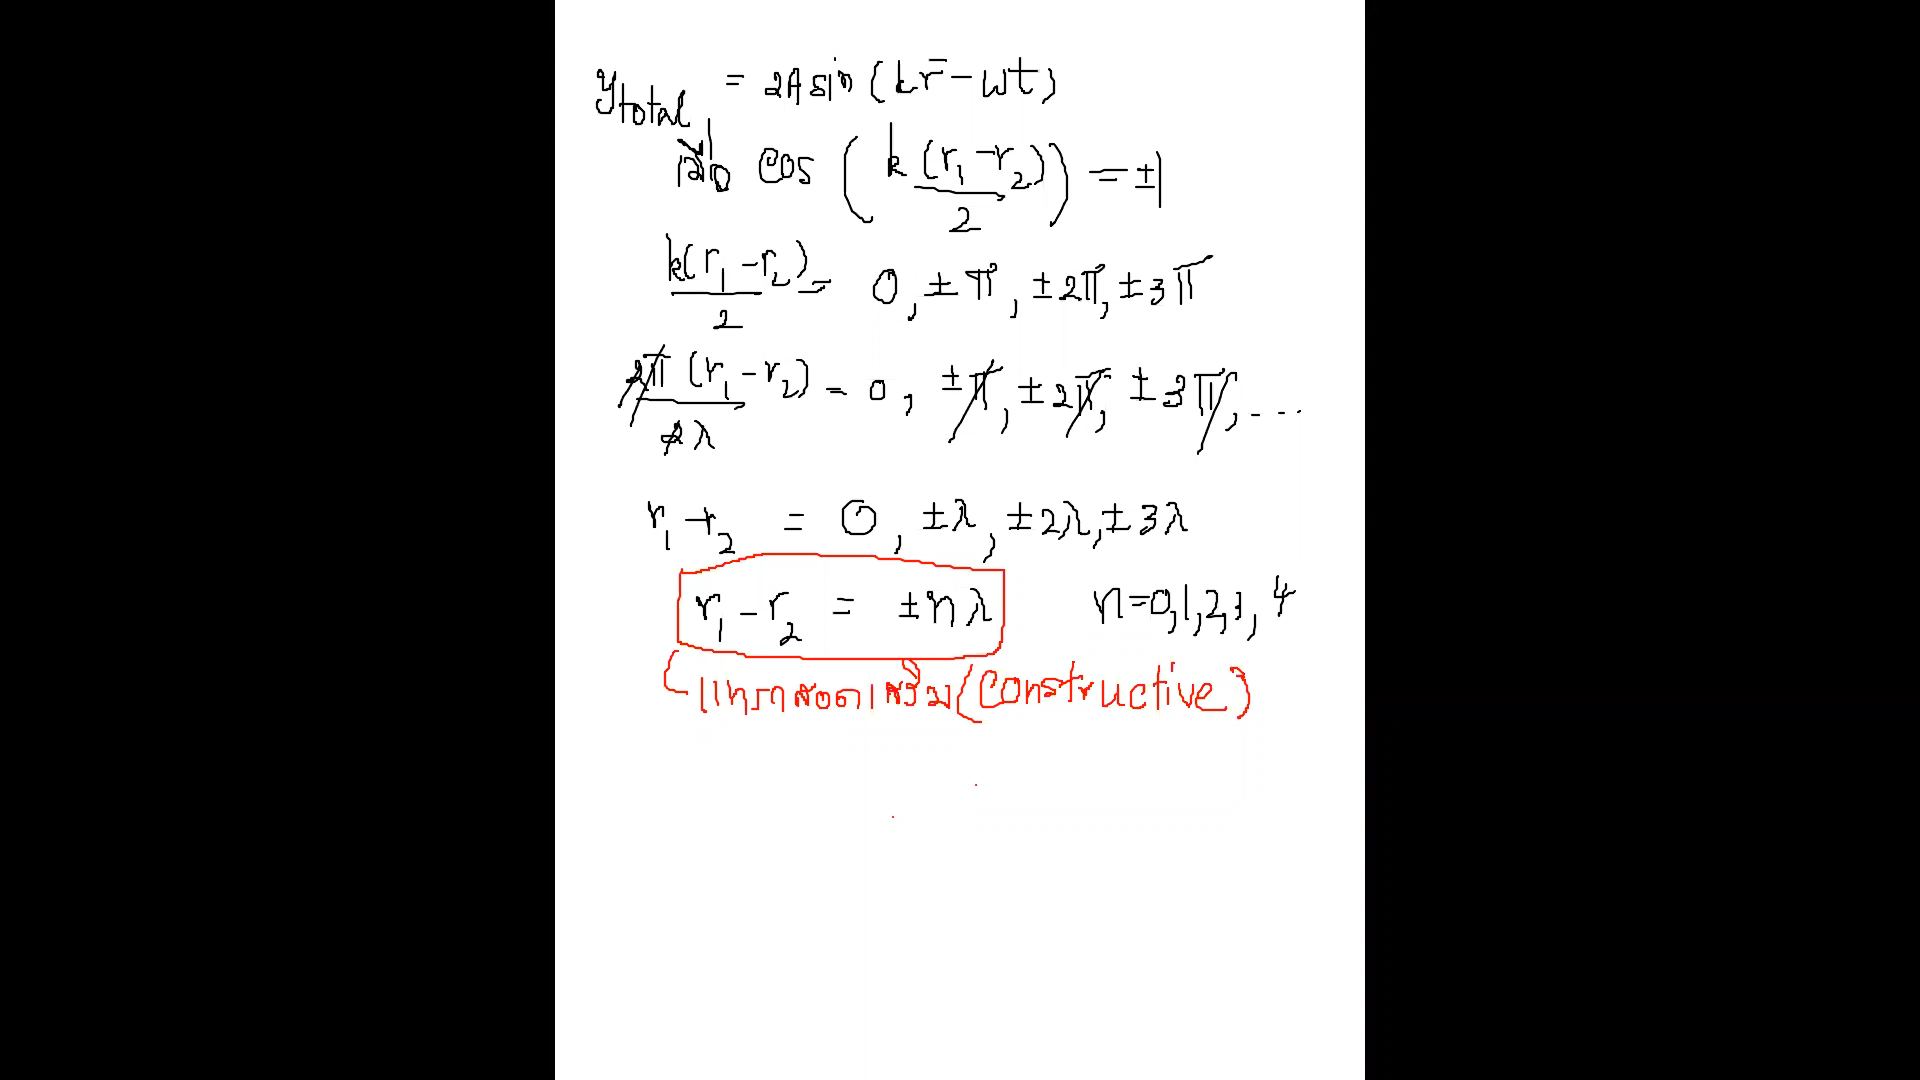 y_total = 2A sin (k r̄ - ωt)
เมื่อ cos ( k (r₁ - r₂) / 2 ) = ±1
k(r₁ - r₂) / 2 = 0, ±π, ±2π, ±3π
2π (r₁ - r₂) / 2λ = 0, ±π, ±2π, ±3π, ...
r₁ - r₂ = 0, ±λ, ±2λ, ±3λ
r₁ - r₂ = ±nλ n = 0, 1, 2, 3, 4
แทรกสอดเสริม (constructive)